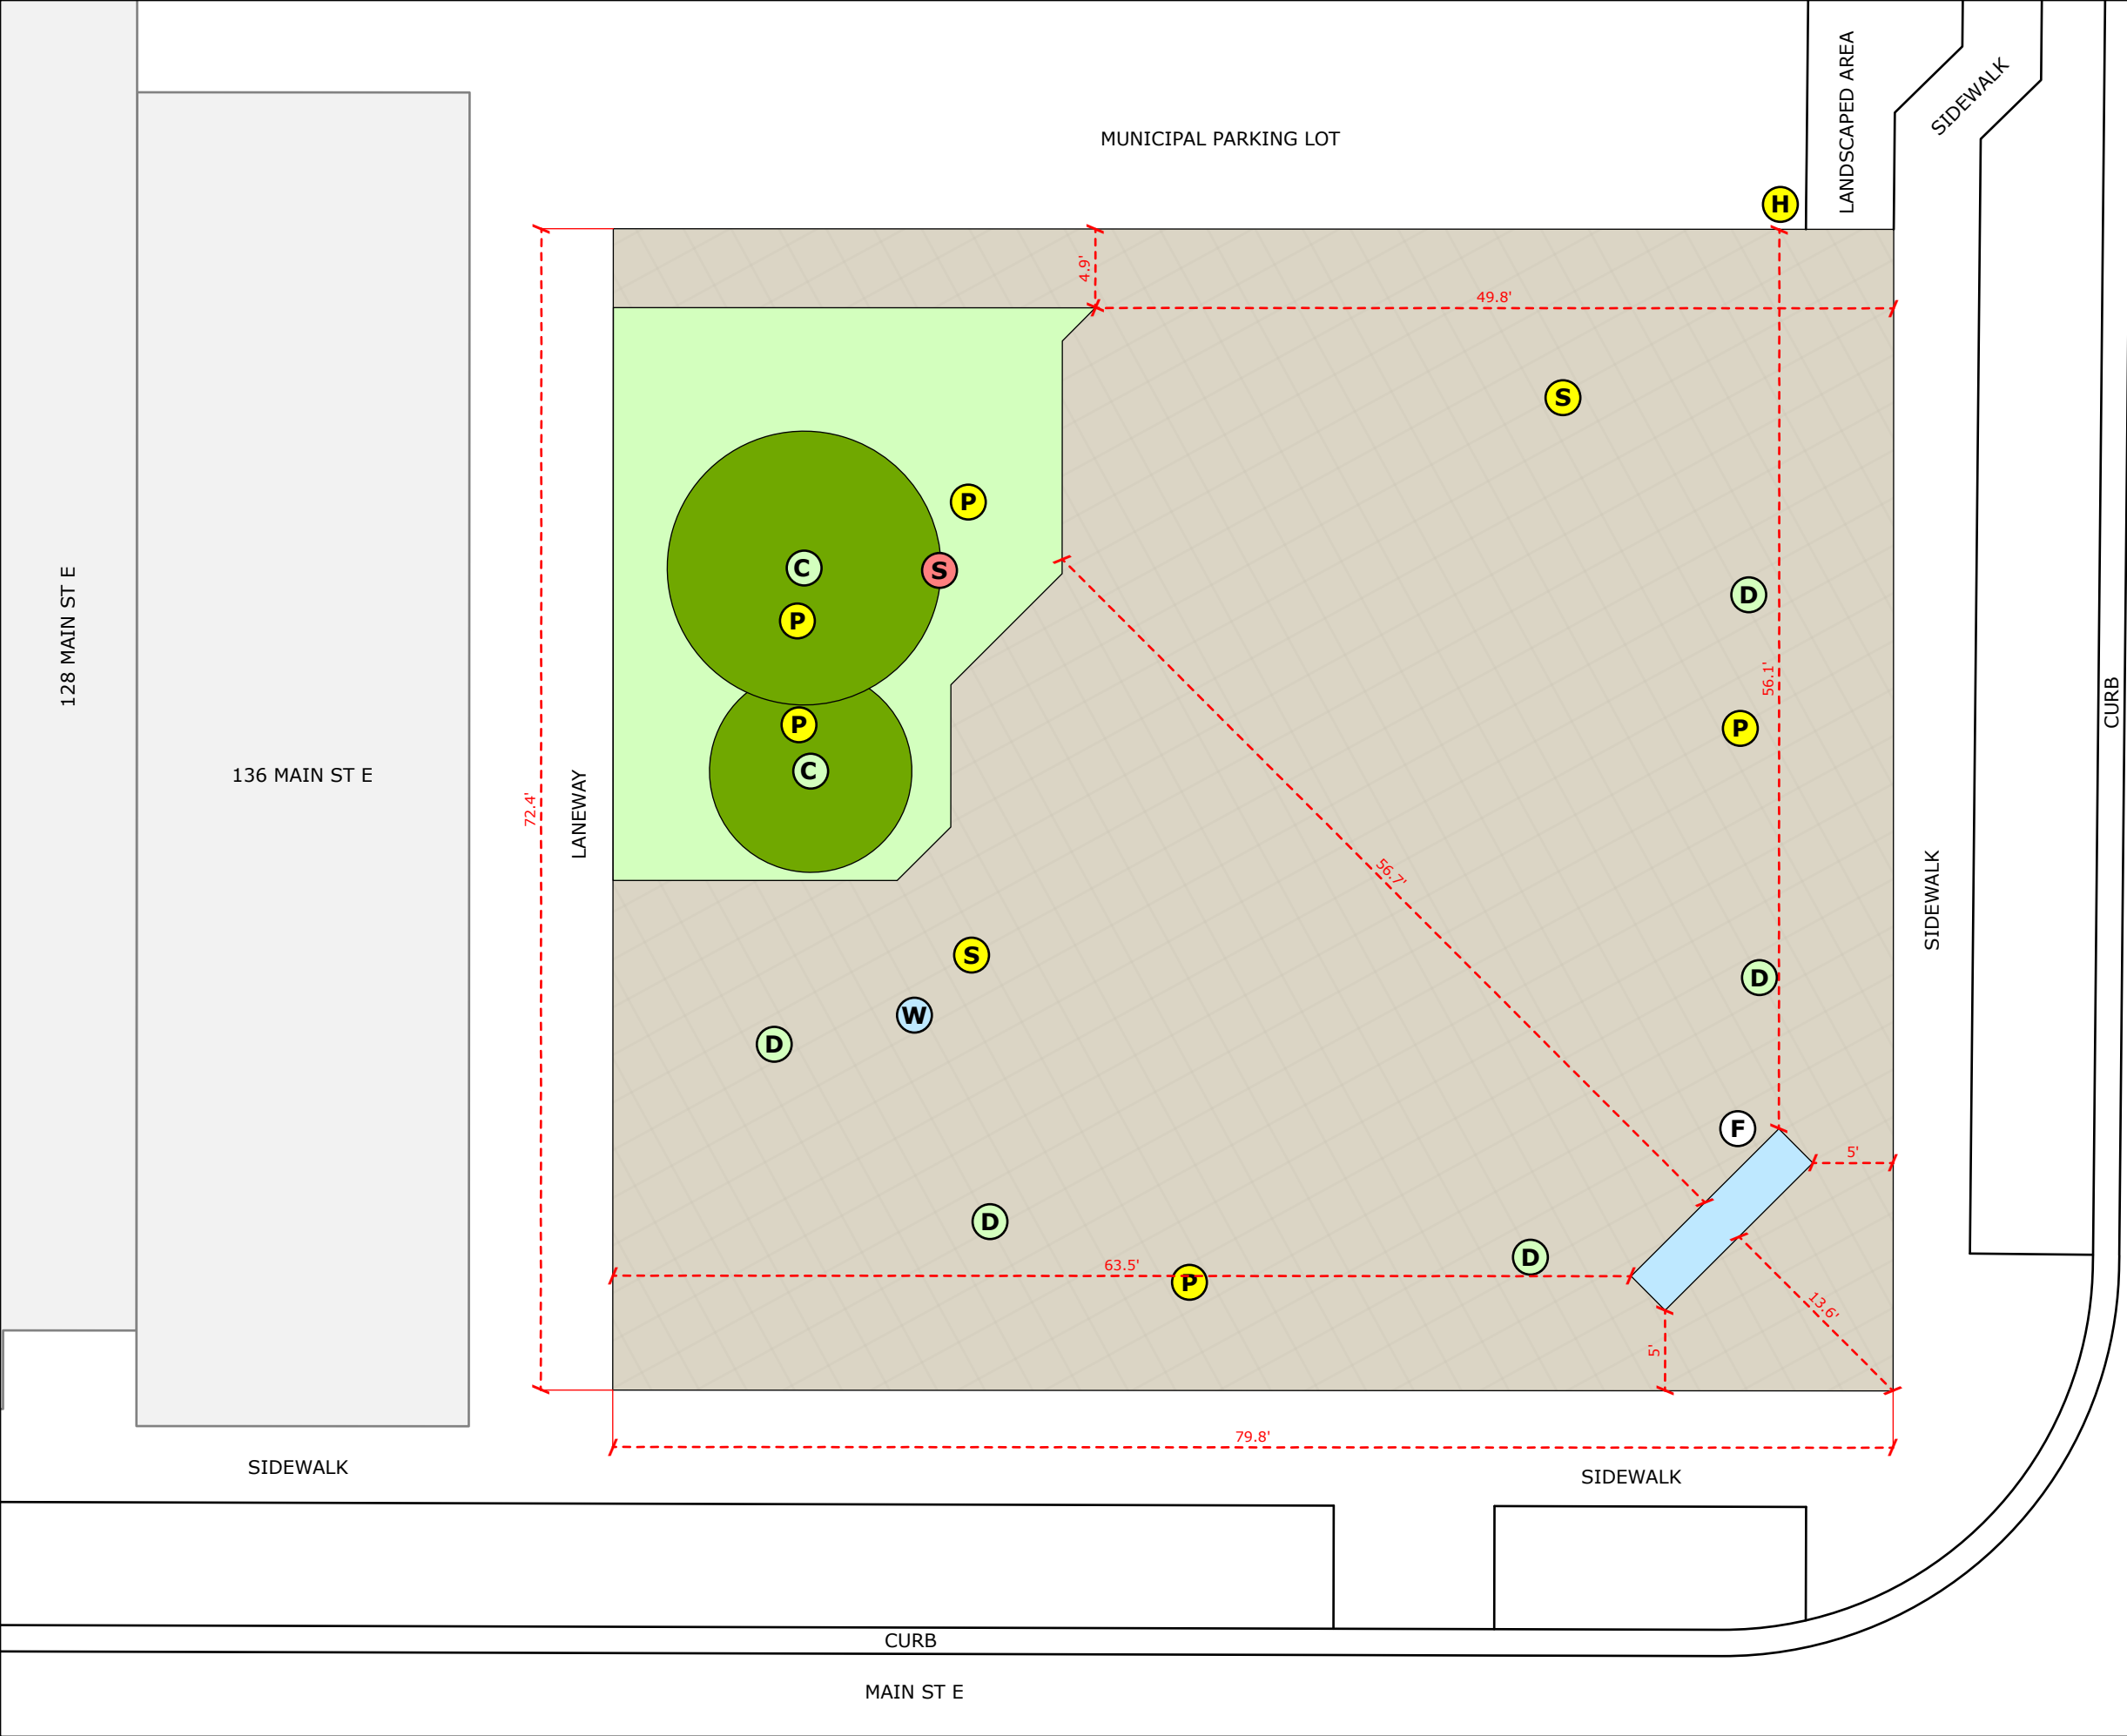 LANDSCAPED AREA
SIDEWALK
MUNICIPAL PARKING LOT
H
4.9'
49.8'
S
P
C
S
D
P
128 MAIN ST E
56.1'
CURB
P
P
C
136 MAIN ST E
72.4'
LANEWAY
56.7'
SIDEWALK
S
D
W
D
F
5'
D
D
63.5'
P
13.6'
5'
79.8'
SIDEWALK
SIDEWALK
CURB
MAIN ST E